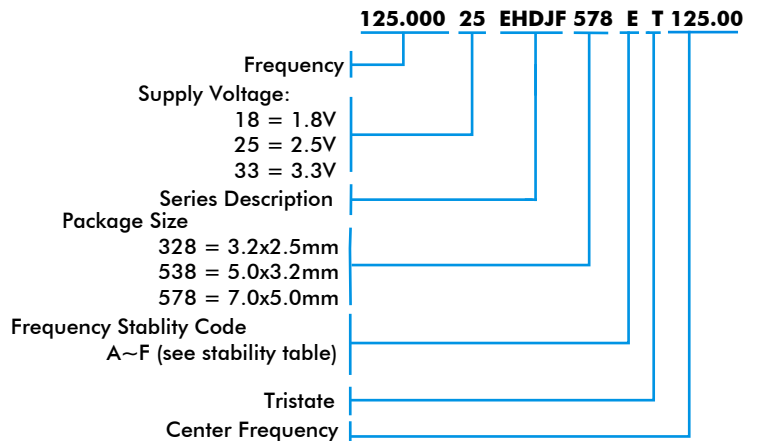 125.000 25 EHDJF 578 E T 125.00
Frequency
Supply Voltage:
18 = 1.8V
25 = 2.5V
33 = 3.3V
Series Description
Package Size
328 = 3.2x2.5mm
538 = 5.0x3.2mm
578 = 7.0x5.0mm
Frequency Stablity Code
A~F (see stability table)
Tristate
Center Frequency